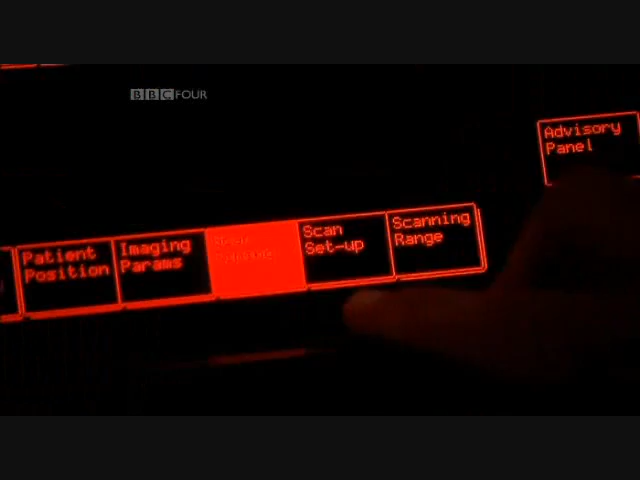 BBC FOUR
Advisory
Panel
Patient
Position
Imaging
Params
Scan
Set-up
Scanning
Range